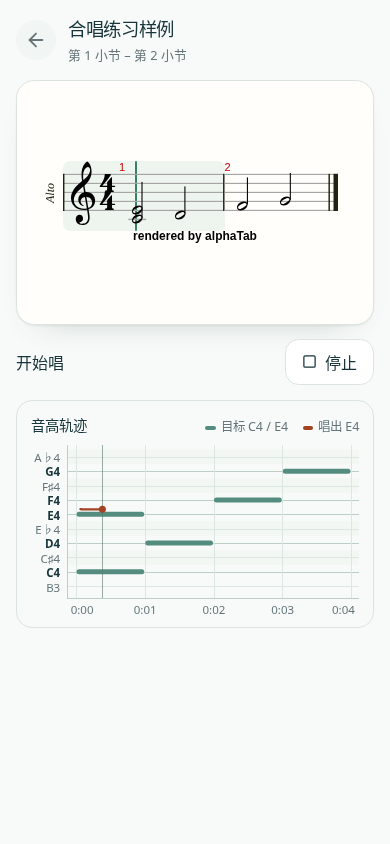 合唱练习样例
第 1 小节 – 第 2 小节
1
2
Alto
4
4
rendered by alphaTab
开始唱
停止
音高轨迹
目标 C4 / E4
唱出 E4
A♭4
G4
F♯4
F4
E4
E♭4
D4
C♯4
C4
B3
0:00
0:01
0:02
0:03
0:04